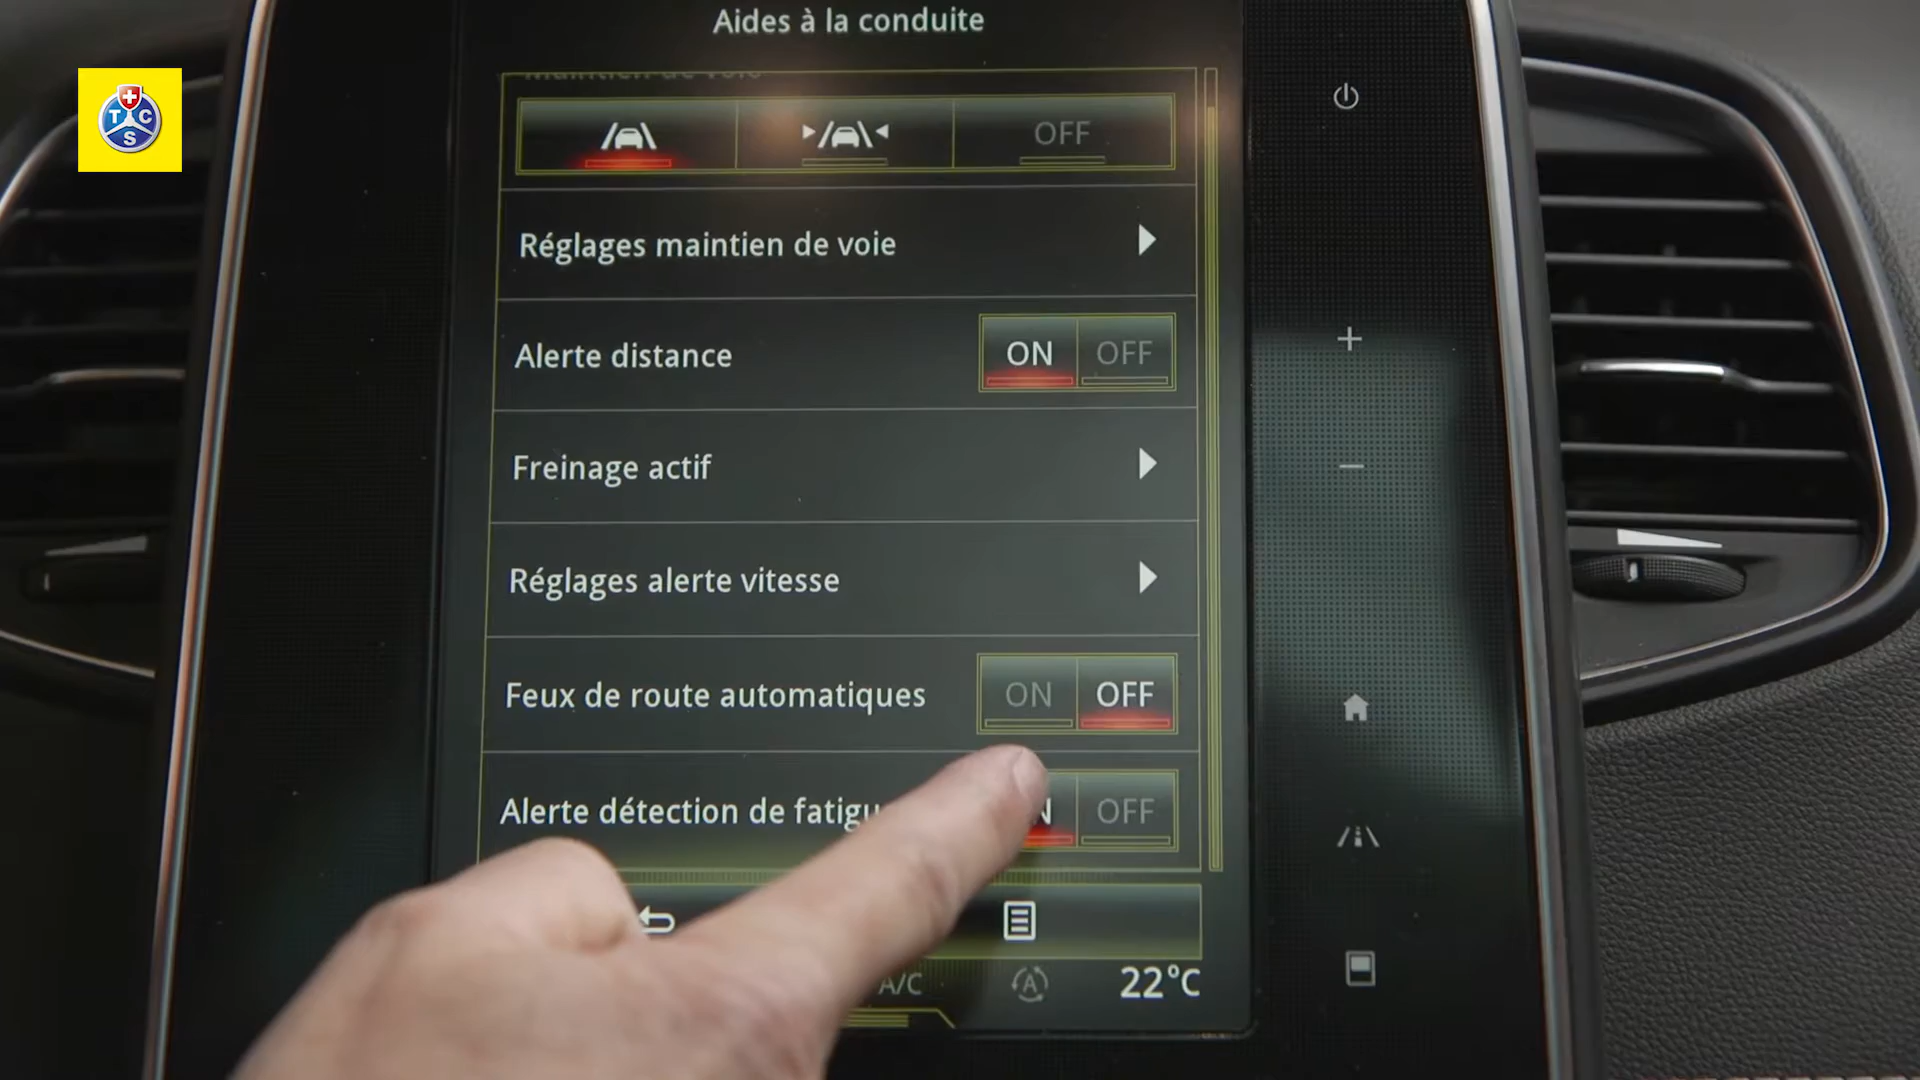 Aides à la conduite
TCS
Maintien de voie
OFF
Réglages maintien de voie
Alerte distance ON OFF
Freinage actif
Réglages alerte vitesse
Feux de route automatiques ON OFF
Alerte détection de OFF
A/C A 22°C